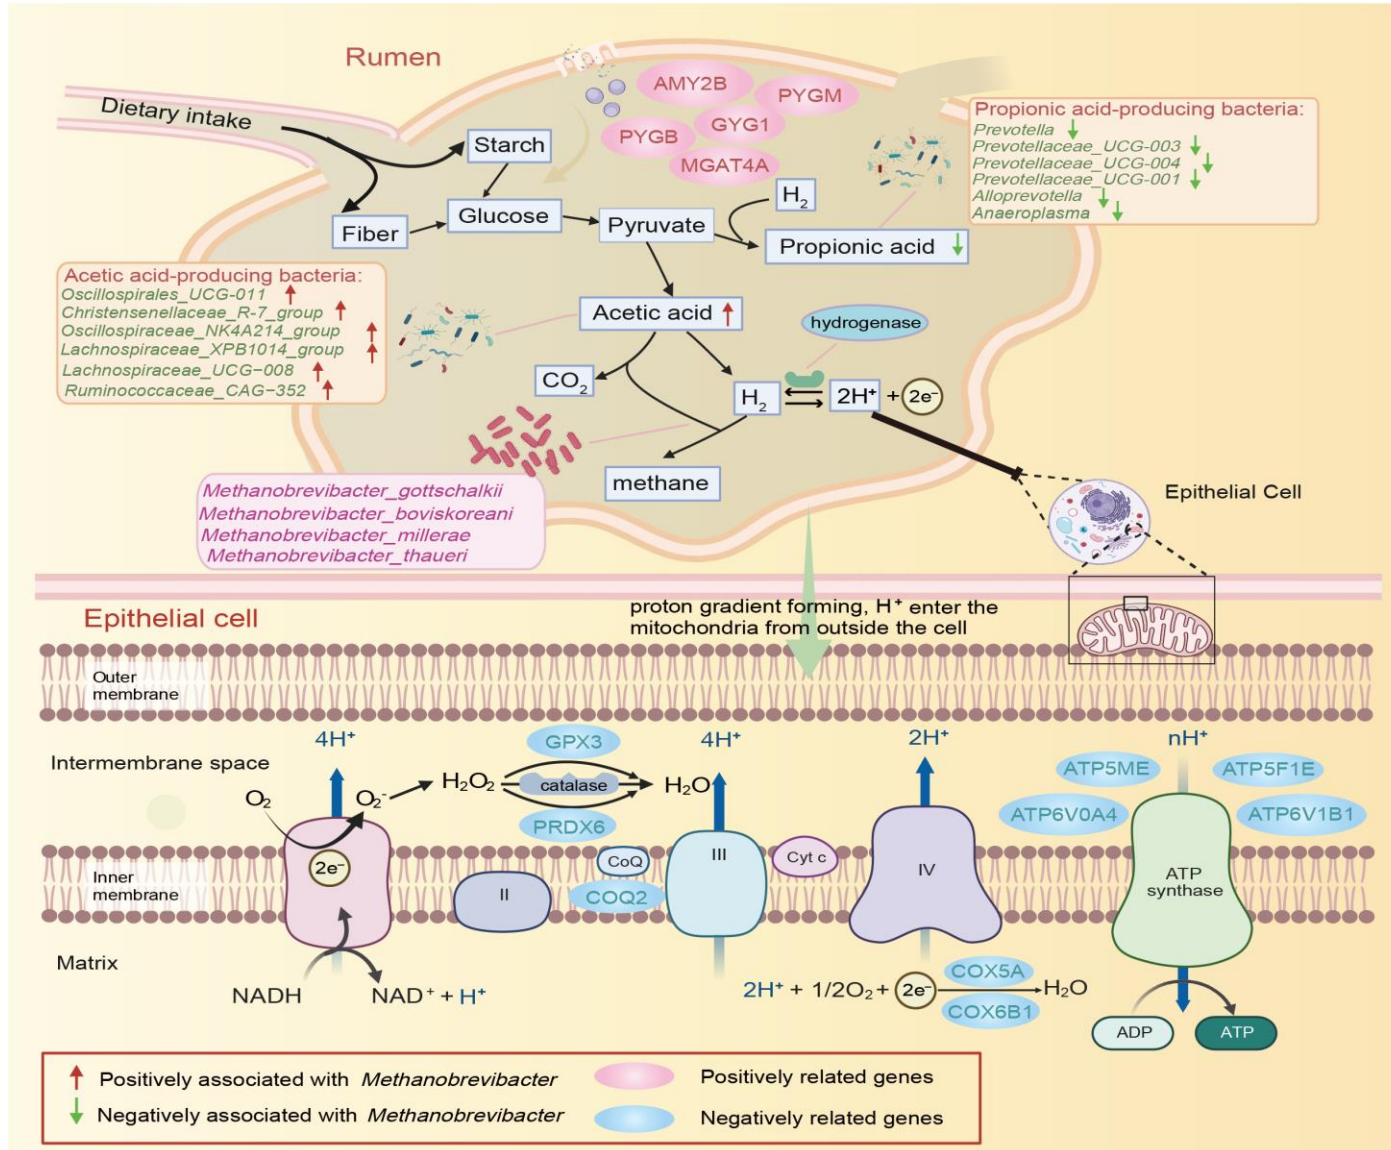 Rumen
Dietary intake
Starch
Glucose
Fiber
Pyruvate
H₂
Propionic acid
AMY2B
PYGM
GYG1
PYGB
MGAT4A
Propionic acid-producing bacteria:
Prevotella
Prevotellaceae_UCG-003
Prevotellaceae_UCG-004
Prevotellaceae_UCG-001
Alloprevotella
Anaeroplasma
Acetic acid-producing bacteria:
Oscillospirales_UCG-011
Christensenellaceae_R-7_group
Oscillospiraceae_NK4A214_group
Lachnospiraceae_XPB1014_group
Lachnospiraceae_UCG−008
Ruminococcaceae_CAG−352
Acetic acid
hydrogenase
CO₂
H₂
2H⁺ + 2e⁻
methane
Methanobrevibacter_gottschalkii
Methanobrevibacter_boviskoreani
Methanobrevibacter_millerae
Methanobrevibacter_thaueri
Epithelial Cell
Epithelial cell
proton gradient forming, H⁺ enter the
mitochondria from outside the cell
Outer
membrane
Intermembrane space
4H⁺
O₂
O₂⁻
H₂O₂
GPX3
catalase
PRDX6
H₂O
4H⁺
2H⁺
nH⁺
ATP5ME
ATP5F1E
ATP6V0A4
ATP6V1B1
Inner
membrane
2e⁻
II
CoQ
COQ2
III
Cyt c
IV
ATP
synthase
Matrix
NADH
NAD⁺ + H⁺
2H⁺ + 1/2O₂ + 2e⁻
COX5A
COX6B1
H₂O
ADP
ATP
Positively associated with Methanobrevibacter
Negatively associated with Methanobrevibacter
Positively related genes
Negatively related genes